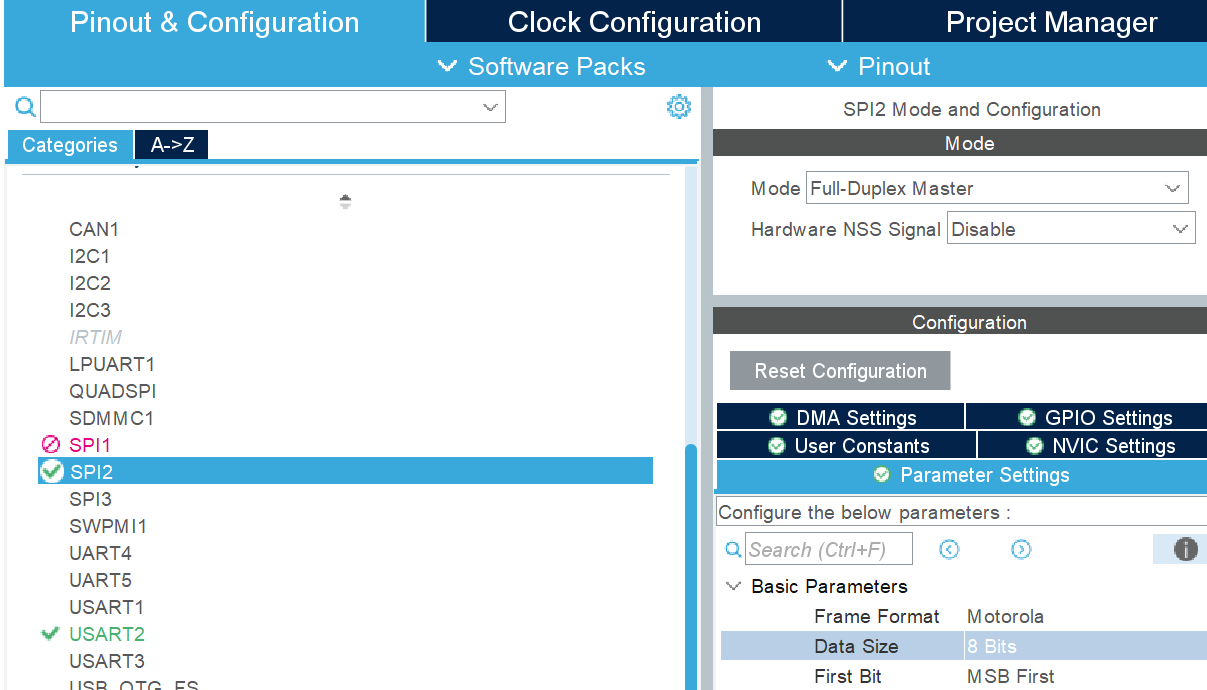 Pinout & Configuration
Clock Configuration
Project Manager
Software Packs
Pinout
Categories
A->Z
CAN1
I2C1
I2C2
I2C3
IRTIM
LPUART1
QUADSPI
SDMMC1
SPI1
SPI2
SPI3
SWPMI1
UART4
UART5
USART1
USART2
USART3
USB_OTG_FS
SPI2 Mode and Configuration
Mode
Mode Full-Duplex Master
Hardware NSS Signal Disable
Configuration
Reset Configuration
DMA Settings
GPIO Settings
User Constants
NVIC Settings
Parameter Settings
Configure the below parameters :
Search (Ctrl+F)
Basic Parameters
Frame Format Motorola
Data Size 8 Bits
First Bit MSB First